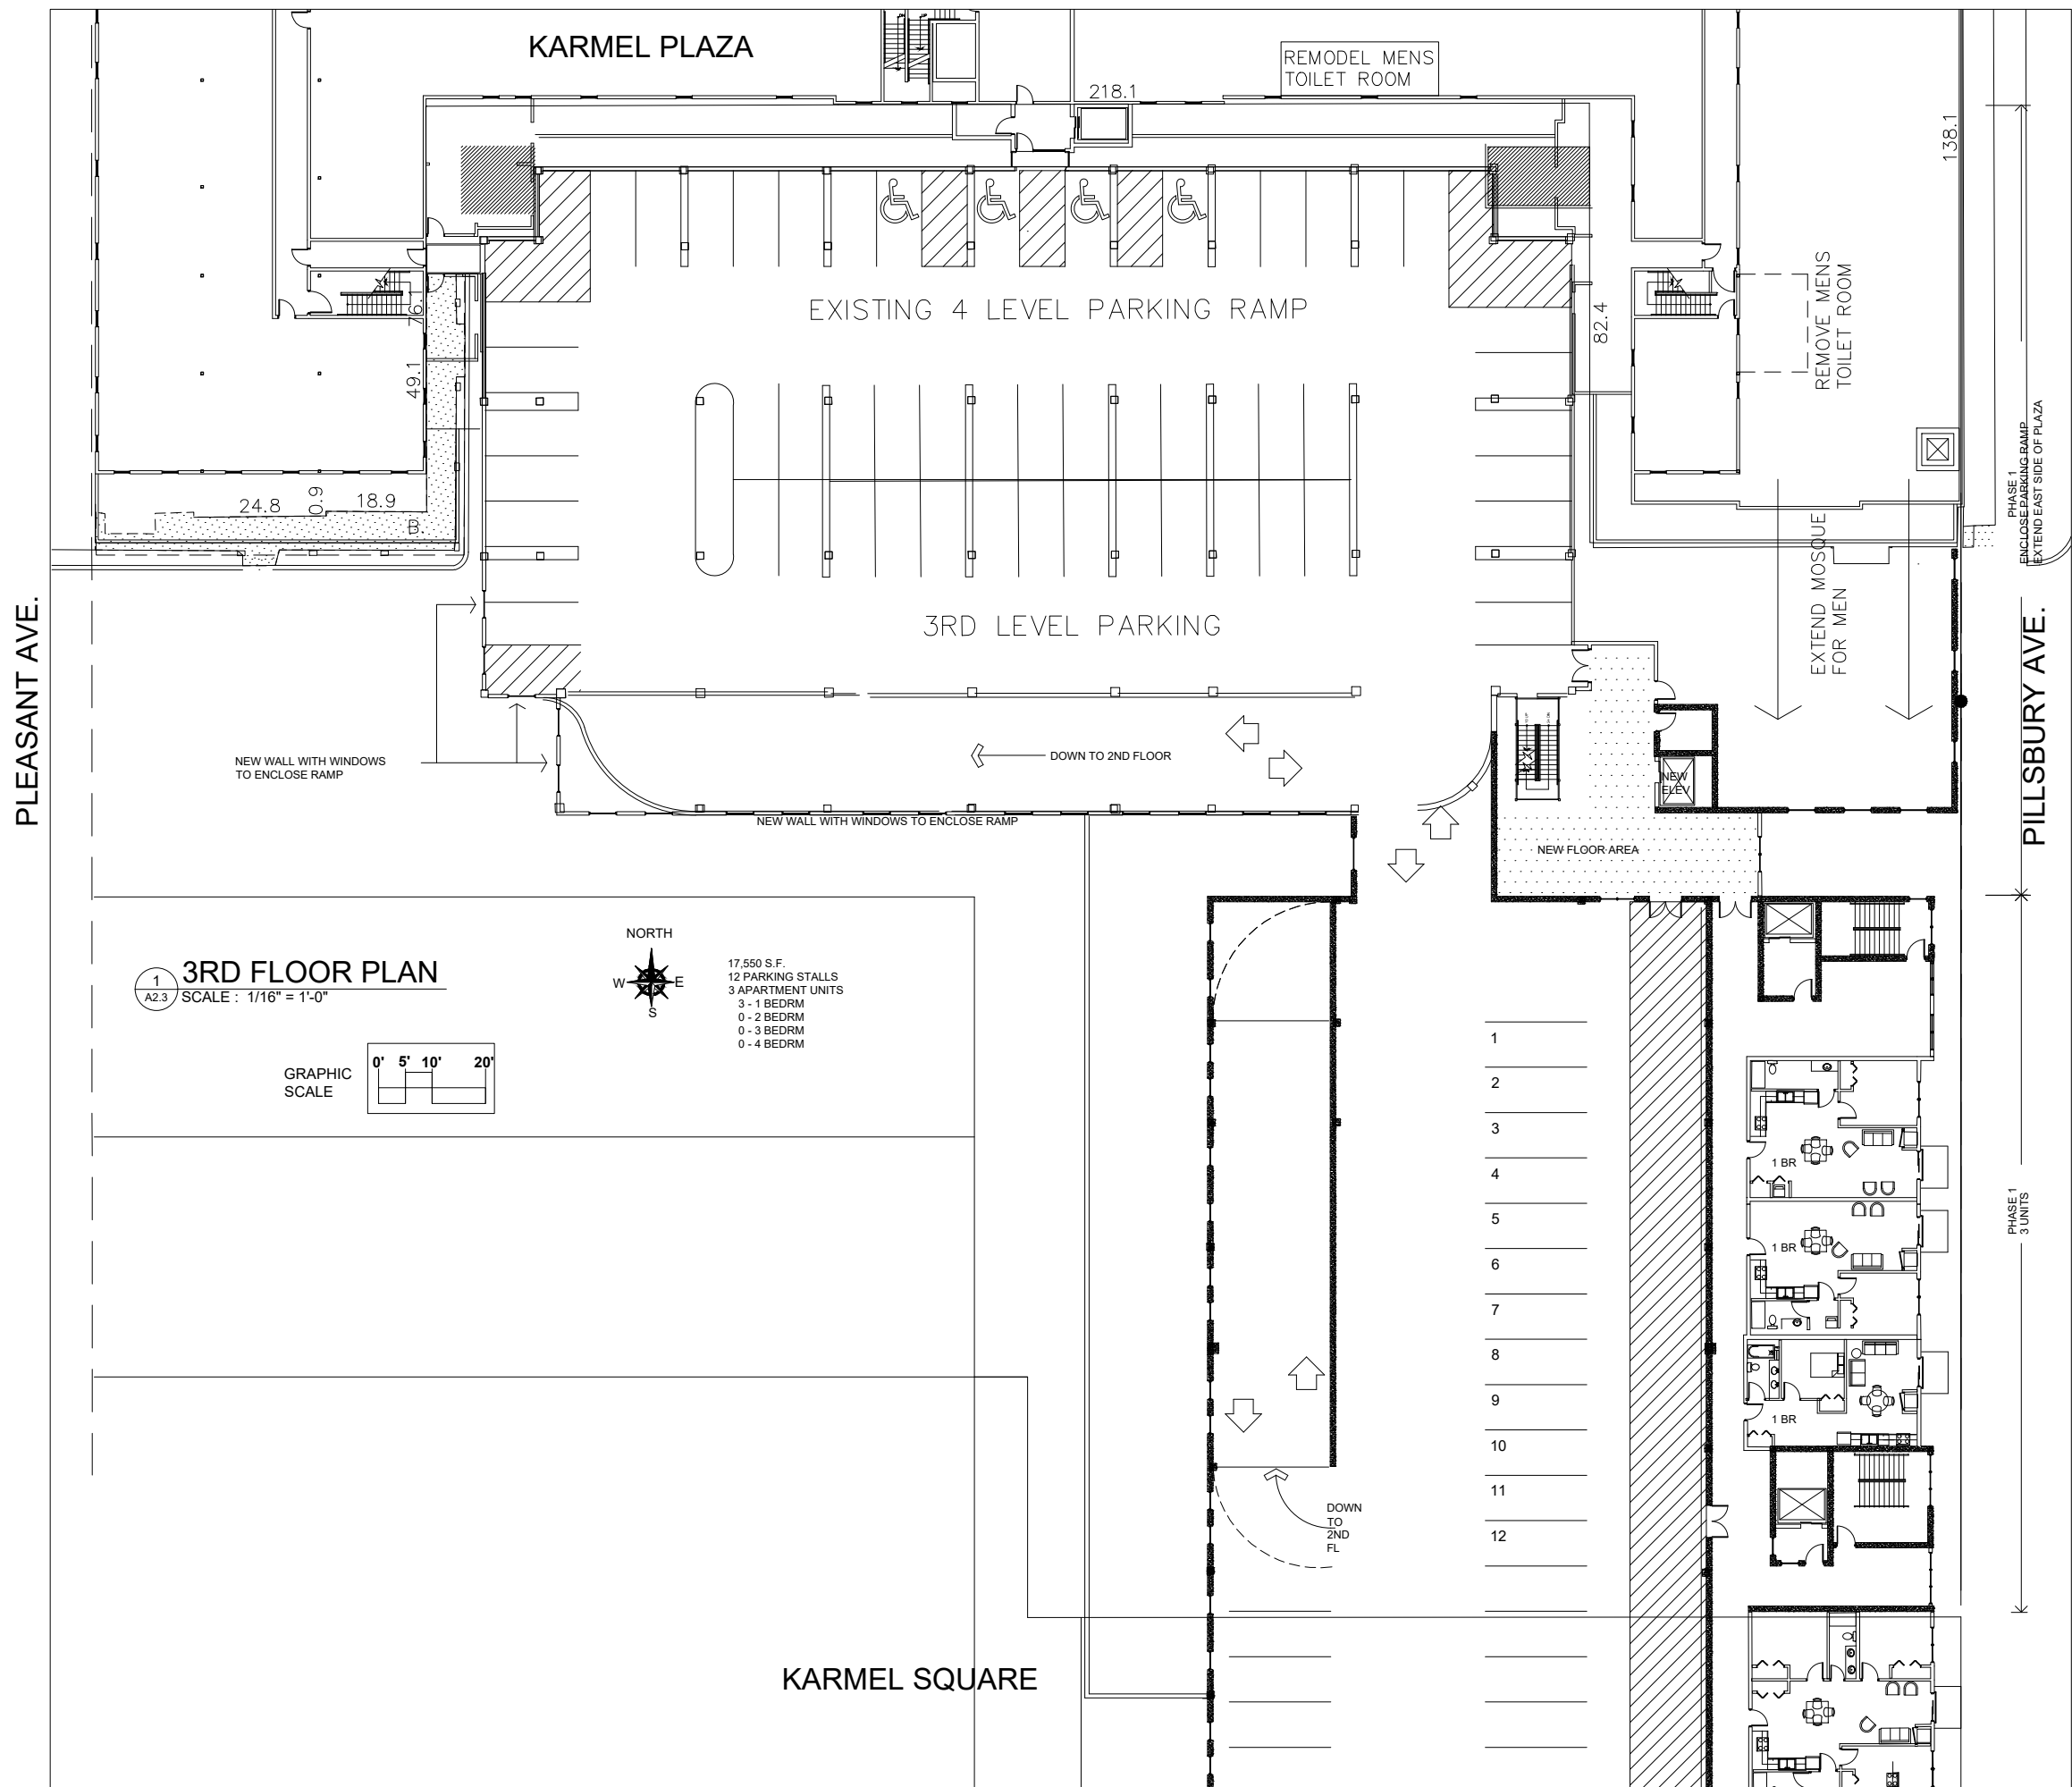 KARMEL PLAZA
REMODEL MENS
TOILET ROOM
218.1
138.1
EXISTING 4 LEVEL PARKING RAMP
82.4
REMOVE MENS
TOILET ROOM
49.1
24.8
0.9
18.9
B
PHASE 1
ENCLOSE PARKING RAMP
EXTEND EAST SIDE OF PLAZA
EXTEND MOSQUE
FOR MEN
3RD LEVEL PARKING
PLEASANT AVE.
PILLSBURY AVE.
NEW WALL WITH WINDOWS
TO ENCLOSE RAMP
DOWN TO 2ND FLOOR
NEW
ELEV
NEW WALL WITH WINDOWS TO ENCLOSE RAMP
NEW FLOOR AREA
1
A2.3
3RD FLOOR PLAN
SCALE : 1/16" = 1'-0"
NORTH
W
E
S
17,550 S.F.
12 PARKING STALLS
3 APARTMENT UNITS
3 - 1 BEDRM
0 - 2 BEDRM
0 - 3 BEDRM
0 - 4 BEDRM
GRAPHIC
SCALE
0' 5' 10' 20'
1
2
3
4
5
6
7
8
9
10
11
12
1 BR
1 BR
1 BR
PHASE 1
3 UNITS
DOWN
TO
2ND
FL
KARMEL SQUARE